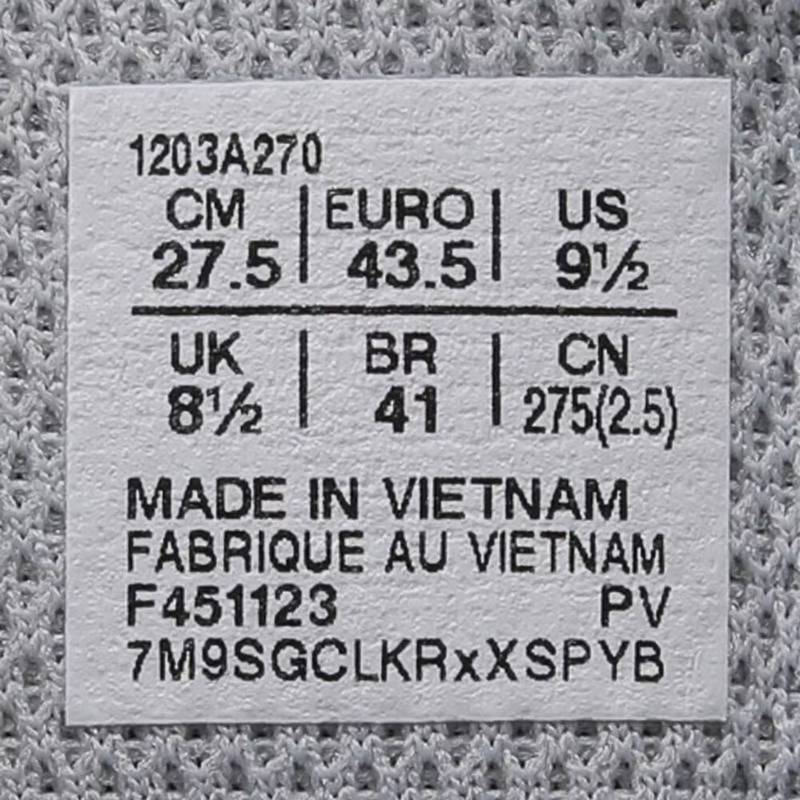 1203A270
CM | EURO | US
27.5 | 43.5 | 9½
UK | BR | CN
8½ | 41 | 275(2.5)
MADE IN VIETNAM
FABRIQUE AU VIETNAM
F451123 PV
7M9SGCLKRxXSPYB